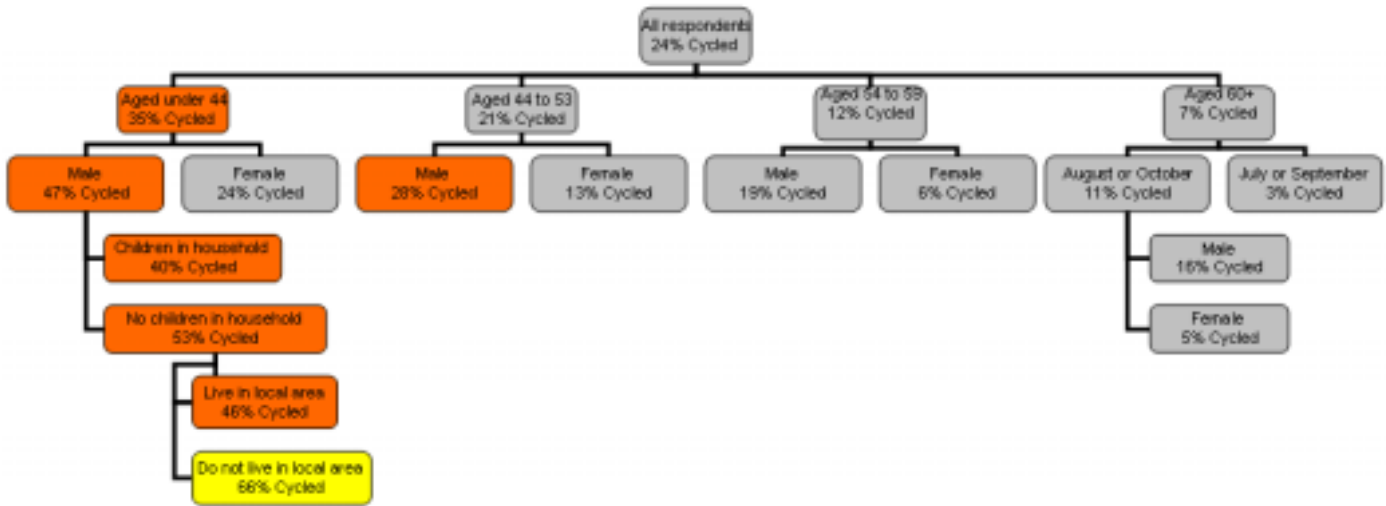 All respondents
24% Cycled
Aged under 44
35% Cycled
Aged 44 to 53
21% Cycled
Aged 54 to 59
12% Cycled
Aged 60+
7% Cycled
Male
47% Cycled
Female
24% Cycled
Male
28% Cycled
Female
13% Cycled
Male
19% Cycled
Female
6% Cycled
August or October
11% Cycled
July or September
3% Cycled
Children in household
40% Cycled
Male
16% Cycled
No children in household
53% Cycled
Female
5% Cycled
Live in local area
46% Cycled
Do not live in local area
66% Cycled